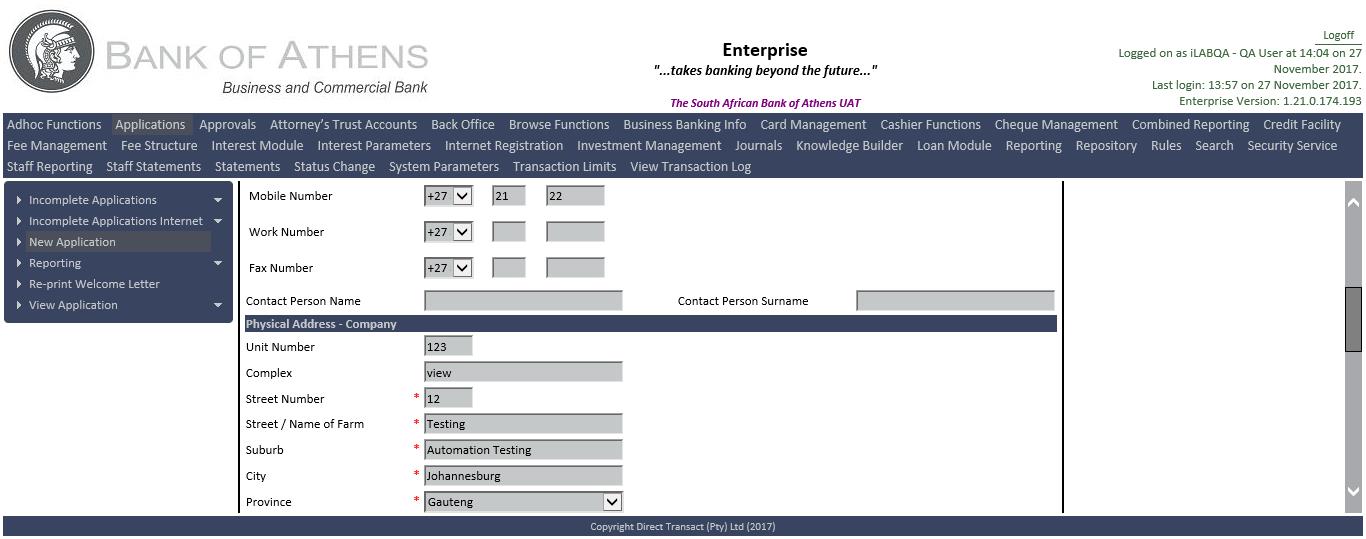 BANK OF ATHENS
Business and Commercial Bank
Enterprise
"...takes banking beyond the future..."
The South African Bank of Athens UAT
Logoff
Logged on as iLABQA - QA User at 14:04 on 27
November 2017.
Last login: 13:57 on 27 November 2017.
Enterprise Version: 1.21.0.174.193
Adhoc Functions Applications Approvals Attorney's Trust Accounts Back Office Browse Functions Business Banking Info Card Management Cashier Functions Cheque Management Combined Reporting Credit Facility
Fee Management Fee Structure Interest Module Interest Parameters Internet Registration Investment Management Journals Knowledge Builder Loan Module Reporting Repository Rules Search Security Service
Staff Reporting Staff Statements Statements Status Change System Parameters Transaction Limits View Transaction Log
Incomplete Applications
Incomplete Applications Internet
New Application
Reporting
Re-print Welcome Letter
View Application
Mobile Number +27 21 22
Work Number +27
Fax Number +27
Contact Person Name Contact Person Surname
Physical Address - Company
Unit Number 123
Complex view
Street Number * 12
Street / Name of Farm * Testing
Suburb * Automation Testing
City * Johannesburg
Province * Gauteng
Copyright Direct Transact (Pty) Ltd (2017)